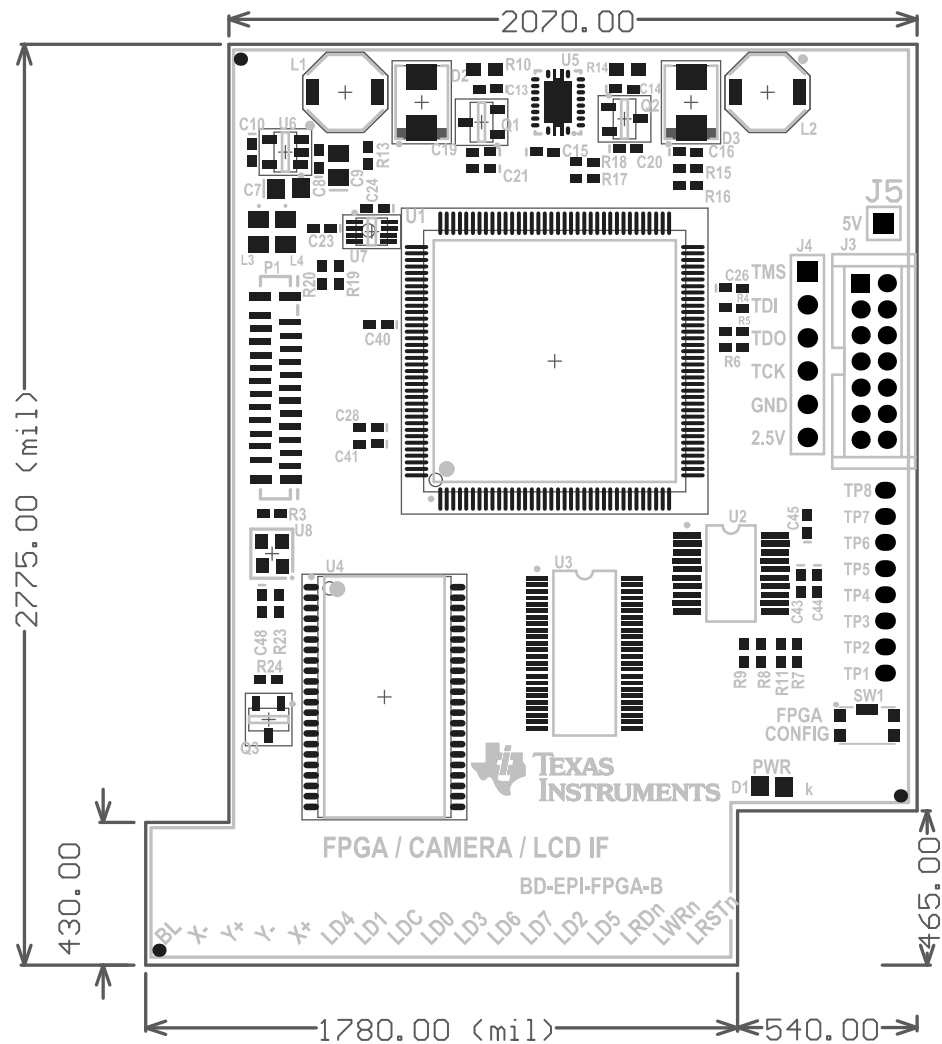 2070.00
L1
D2
R10
U5
R14
C13
C14
Q1
Q2
D3
L2
C10
U6
R13
C19
C21
C15
R18
R17
C20
C16
R15
R16
C7
C8
C9
C24
J5
5V
U1
C23
U7
L3
L4
P1
R20
R19
C26
R4
R5
R6
J4
J3
TMS
TDI
TDO
TCK
GND
2.5V
C40
C28
C41
2775.00 (mil)
R3
U8
U4
U3
U2
C45
C43
C44
TP8
TP7
TP6
TP5
TP4
TP3
TP2
TP1
C48
R23
R24
Q3
R9
R8
R11
R7
SW1
FPGA
CONFIG
TEXAS
INSTRUMENTS
PWR
D1
k
430.00
465.00
FPGA / CAMERA / LCD IF
BD-EPI-FPGA-B
BL
X-
Y+
Y-
X+
LD4
LD1
LDC
LD0
LD3
LD6
LD7
LD2
LD5
LRDn
LWRn
LRSTn
1780.00 (mil)
540.00